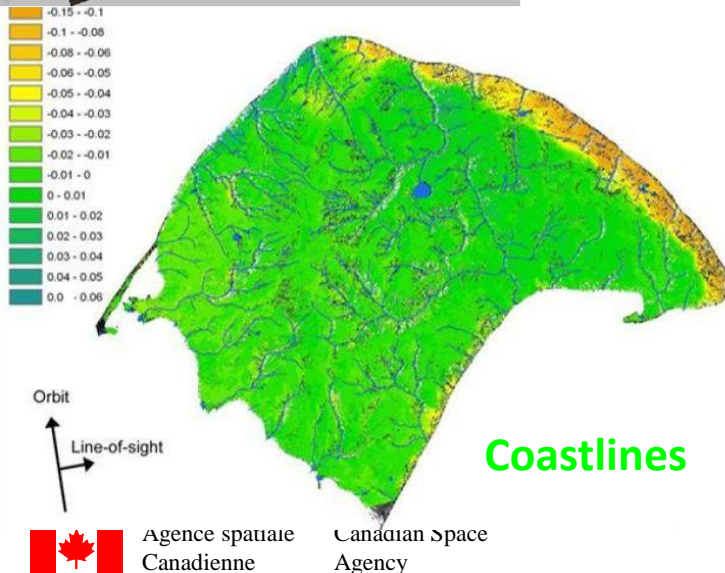 -0.15 - -0.1
-0.1 - -0.08
-0.08 - -0.06
-0.06 - -0.05
-0.05 - -0.04
-0.04 - -0.03
-0.03 - -0.02
-0.02 - -0.01
-0.01 - 0
0 - 0.01
0.01 - 0.02
0.02 - 0.03
0.03 - 0.04
0.04 - 0.05
0.0 - 0.06
Orbit
Line-of-sight
Coastlines
Agence spatiale Canadian Space
Canadienne Agency